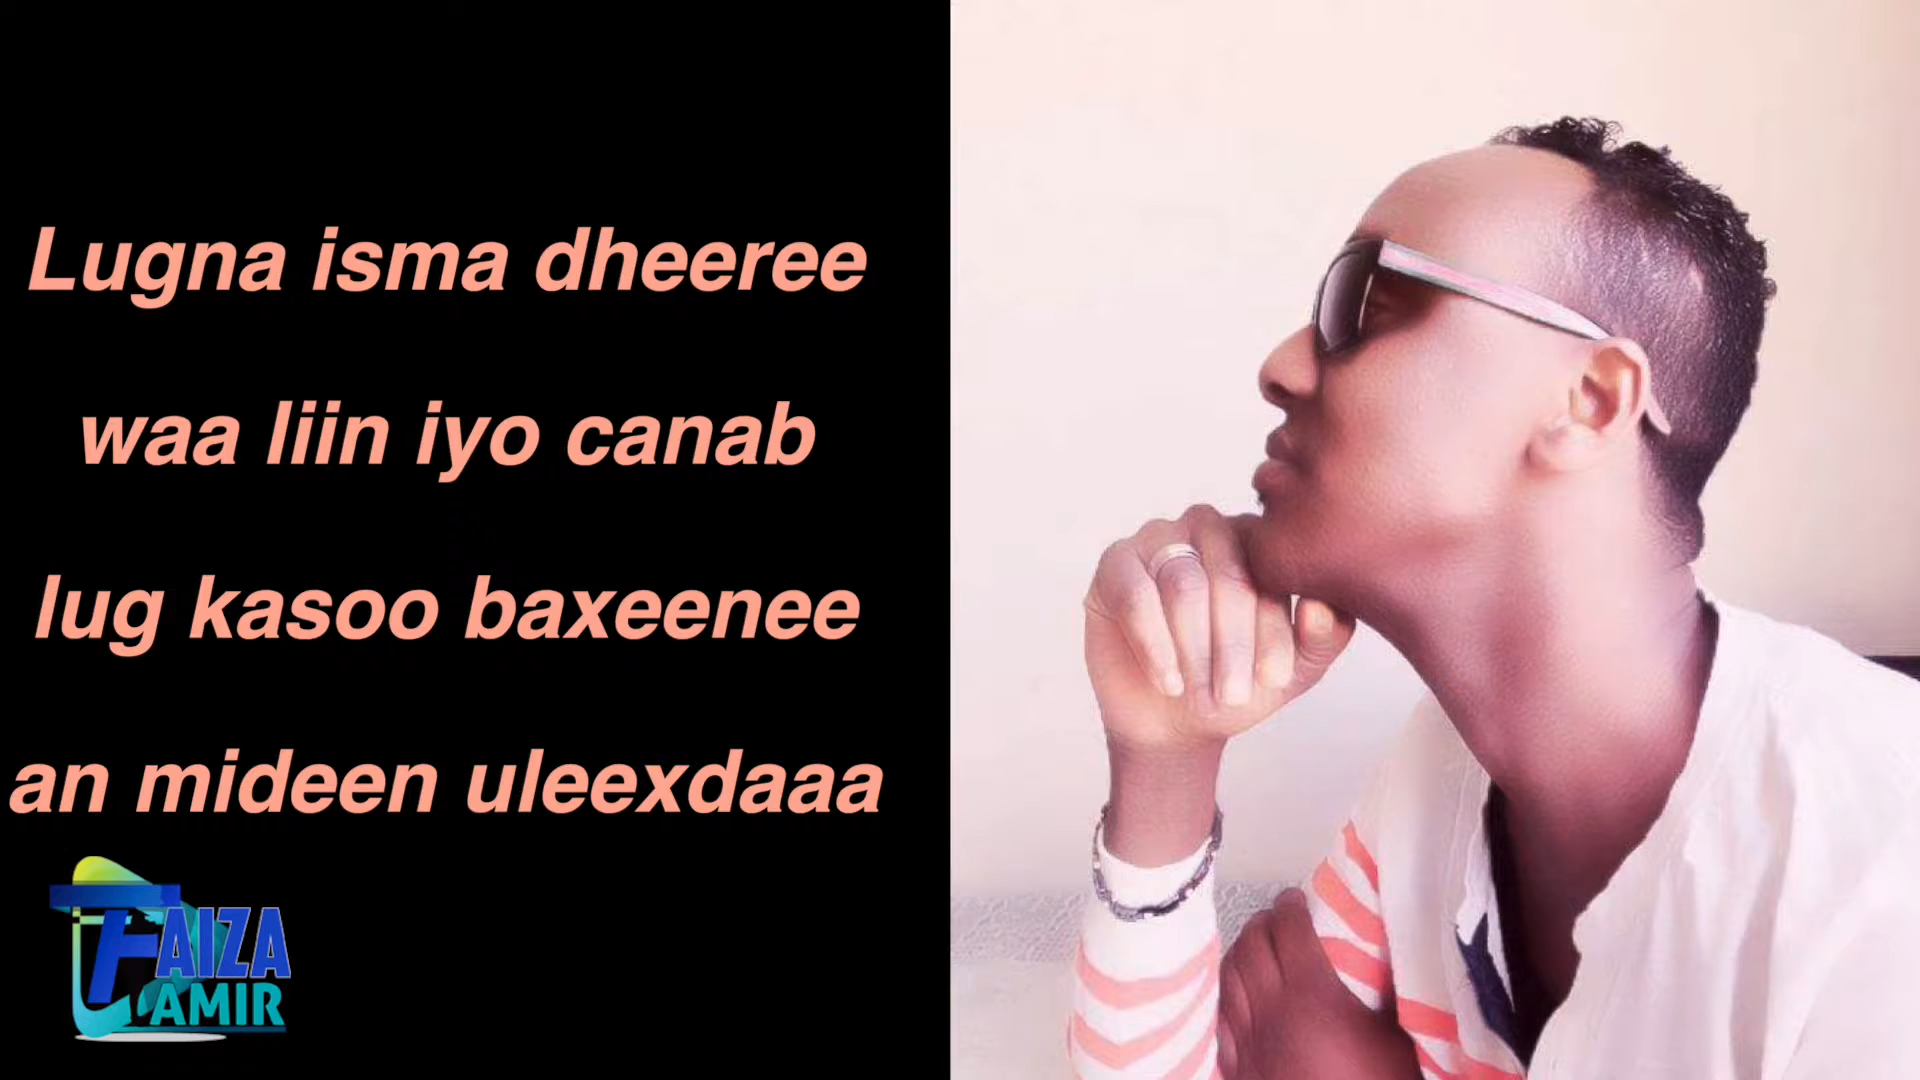 Lugna isma dheeree
waa liin iyo canab
lug kasoo baxeenee
an mideen uleexdaaa
FAIZA
AMIR